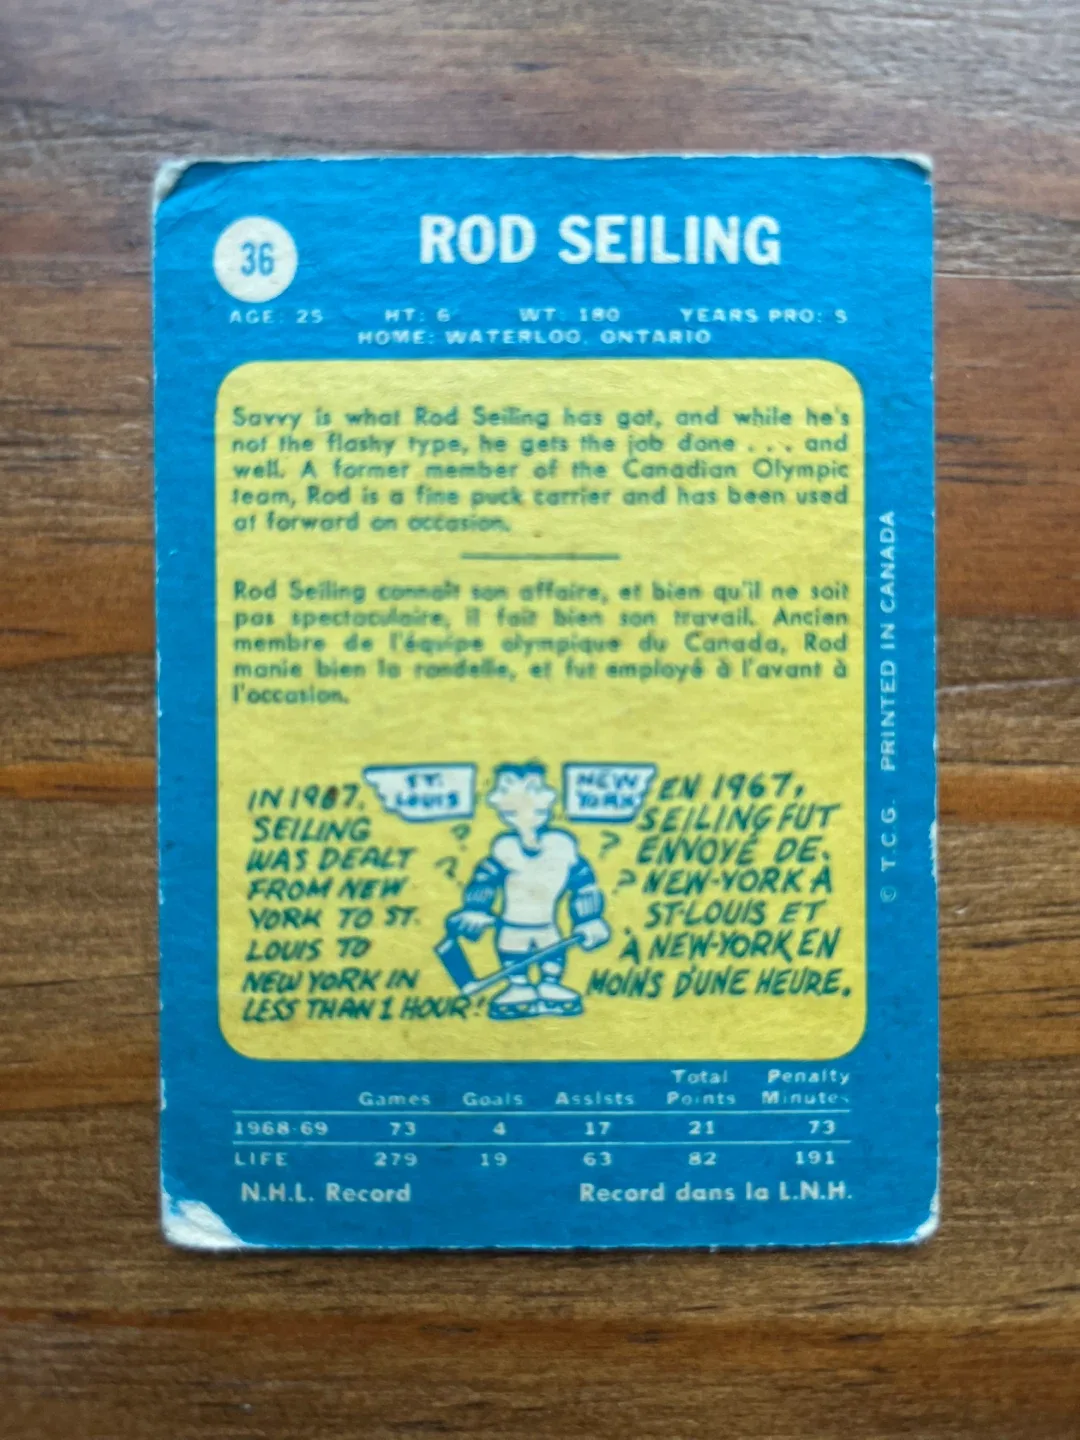 36
ROD SEILING
AGE: 25 HT: 6 WT: 180 YEARS PRO: 5
HOME: WATERLOO, ONTARIO
Savvy is what Rod Seiling has got, and while he's
not the flashy type, he gets the job done . . . and
well. A former member of the Canadian Olympic
team, Rod is a fine puck carrier and has been used
at forward on occasion.
Rod Seiling connaît son affaire, et bien qu'il ne soit
pas spectaculaire, il fait bien son travail. Ancien
membre de l'équipe olympique du Canada, Rod
manie bien la rondelle, et fut employé à l'avant à
l'occasion.
IN 1967,
SEILING
WAS DEALT
FROM NEW
YORK TO ST.
LOUIS TO
NEW YORK IN
LESS THAN 1 HOUR!
ST.
LOUIS
NEW
YORK
? ? ? ?
EN 1967,
SEILING FUT
ENVOYÉ DE
NEW-YORK À
ST-LOUIS ET
À NEW-YORK EN
MOINS D'UNE HEURE.
Total Penalty
Games Goals Assists Points Minutes
1968-69 73 4 17 21 73
LIFE 279 19 63 82 191
N.H.L. Record Record dans la L.N.H.
© T.C.G. PRINTED IN CANADA